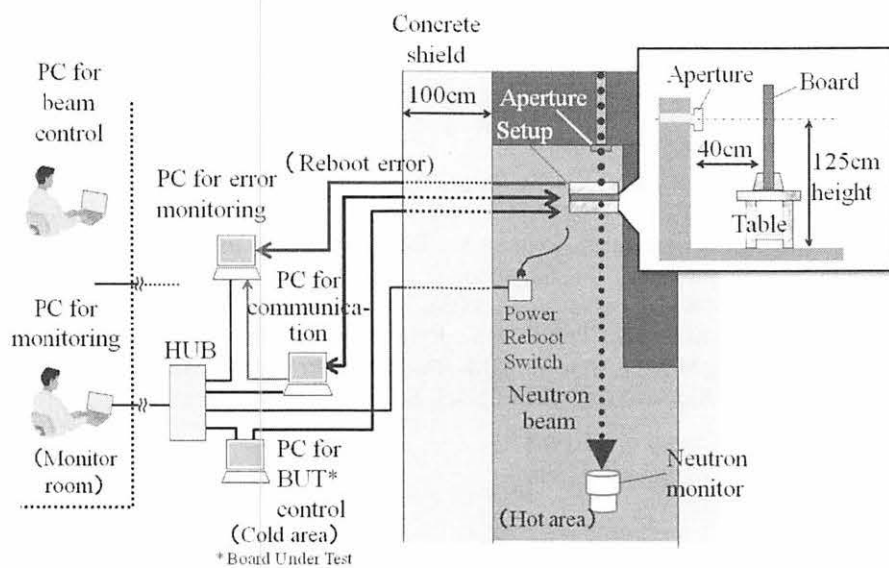 PC for
beam
control
PC for
monitoring
(Monitor
room)
PC for error
monitoring
(Reboot error)
PC for
communica-
tion
HUB
PC for
BUT*
control
(Cold area)
*Board Under Test
Concrete
shield
100cm
Aperture
Setup
Power
Reboot
Switch
Neutron
beam
Neutron
monitor
(Hot area)
Aperture
Board
40cm
125cm
height
Table